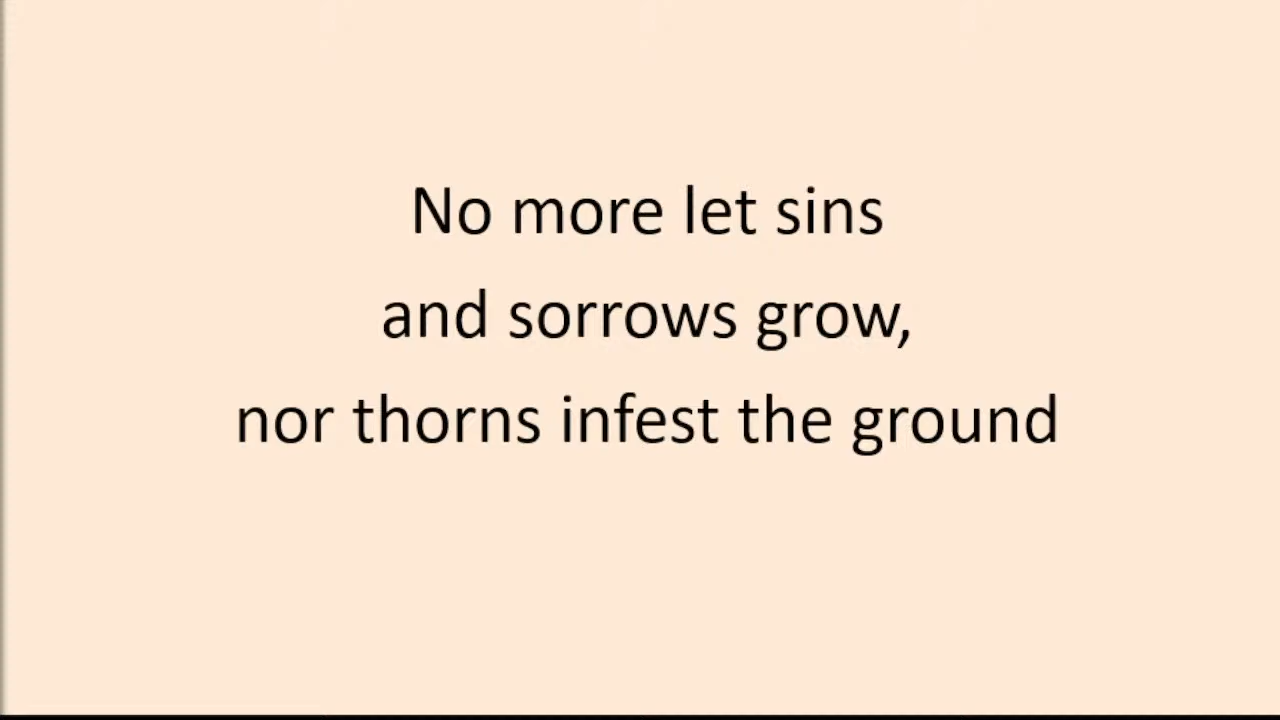 No more let sins
and sorrows grow,
nor thorns infest the ground